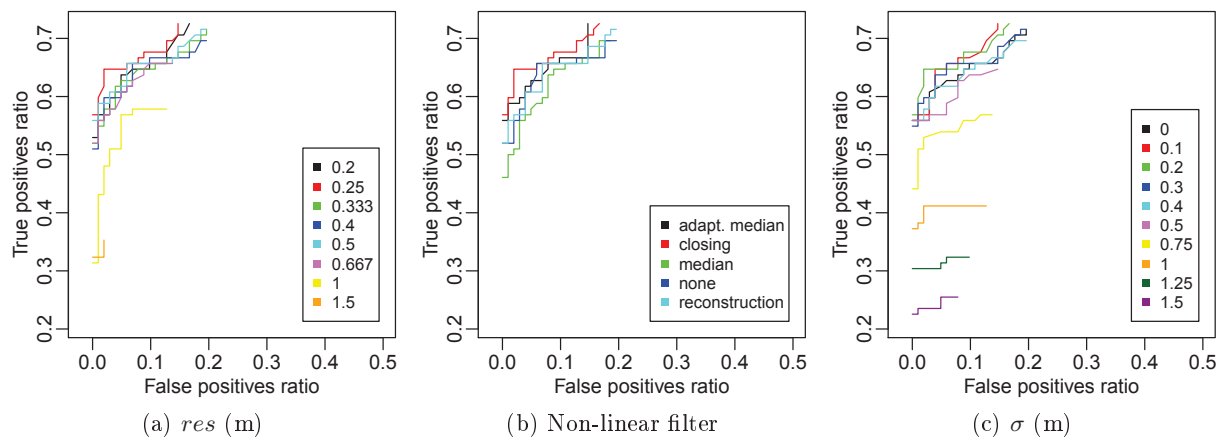 True positives ratio
0.2 0.3 0.4 0.5 0.6 0.7
0.0 0.1 0.2 0.3 0.4 0.5
False positives ratio
0.2
0.25
0.333
0.4
0.5
0.667
1
1.5
(a) res (m)
True positives ratio
0.2 0.3 0.4 0.5 0.6 0.7
0.0 0.1 0.2 0.3 0.4 0.5
False positives ratio
adapt. median
closing
median
none
reconstruction
(b) Non-linear filter
True positives ratio
0.2 0.3 0.4 0.5 0.6 0.7
0.0 0.1 0.2 0.3 0.4 0.5
False positives ratio
0
0.1
0.2
0.3
0.4
0.5
0.75
1
1.25
1.5
(c) σ (m)